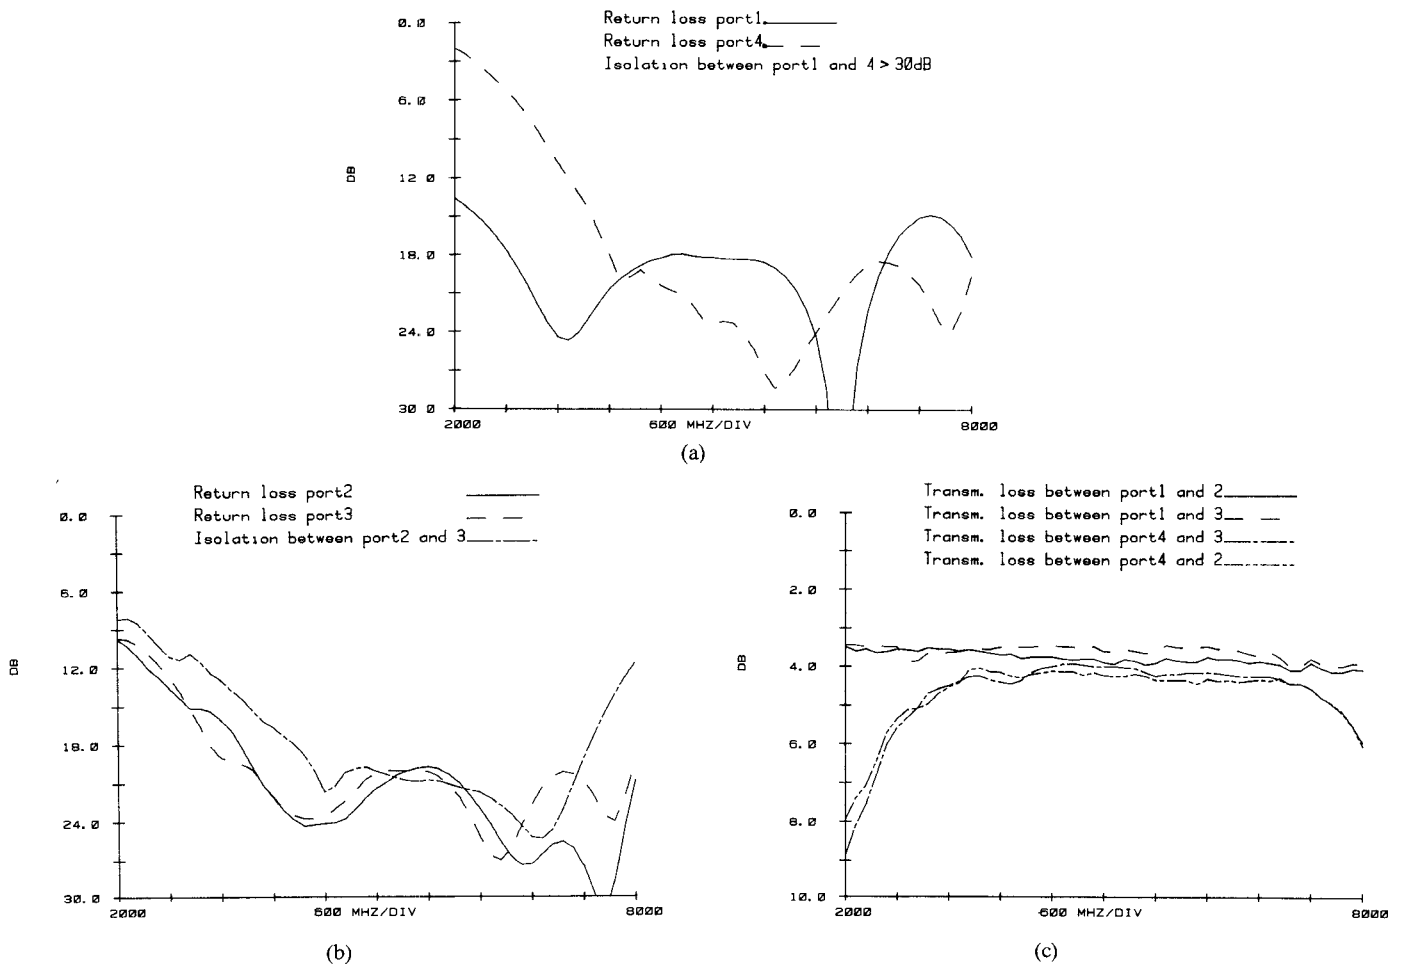 Return loss port1
Return loss port4
Isolation between port1 and 4 > 30dB
0.0
6.0
12 0
18.0
24.0
30 0
DB
2000
600 MHZ/DIV
8000
(a)
Return loss port2
Return loss port3
Isolation between port2 and 3
0.0
6.0
12.0
18.0
24.0
30.0
DB
2000
600 MHZ/DIV
8000
(b)
Transm. loss between port1 and 2
Transm. loss between port1 and 3
Transm. loss between port4 and 3
Transm. loss between port4 and 2
0.0
2.0
4.0
6.0
8.0
10.0
DB
2000
600 MHZ/DIV
8000
(c)